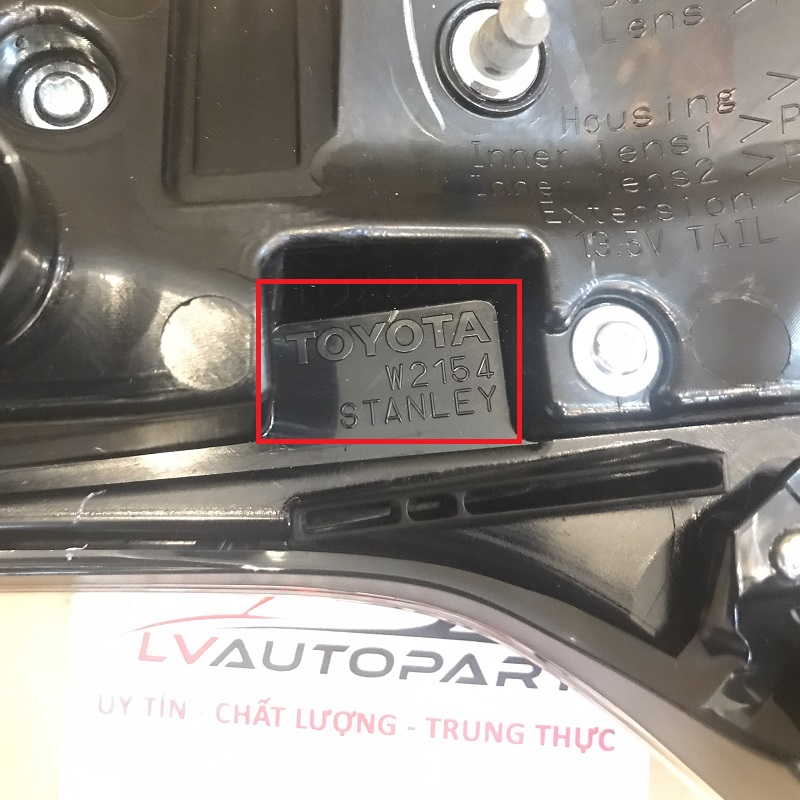 Lens >
Housing >
Inner lens1 >P
Inner lens2 >P
Extension >
13.5V TAIL
TOYOTA
W2154
STANLEY
LVAUTOPART
UY TÍN - CHẤT LƯỢNG - TRUNG THỰC